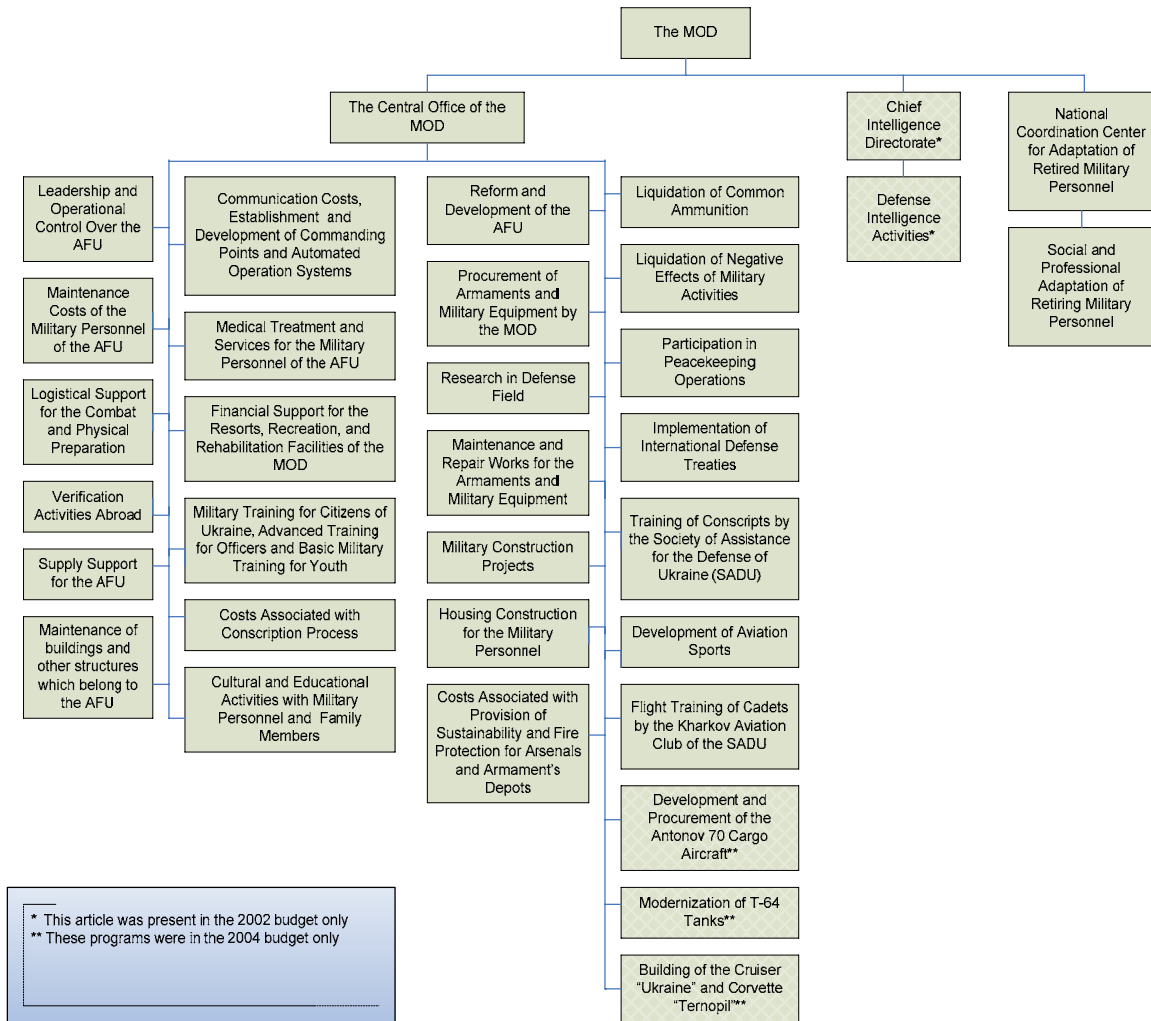 The MOD
The Central Office of the
MOD
Chief
Intelligence
Directorate*
National
Coordination Center
for Adaptation of
Retired Military
Personnel
Defense
Intelligence
Activities*
Social and
Professional
Adaptation of
Retiring Military
Personnel
Leadership and
Operational
Control Over the
AFU
Maintenance
Costs of the
Military Personnel
of the AFU
Logistical Support
for the Combat
and Physical
Preparation
Verification
Activities Abroad
Supply Support
for the AFU
Maintenance of
buildings and
other structures
which belong to
the AFU
Communication Costs,
Establishment and
Development of Commanding
Points and Automated
Operation Systems
Medical Treatment and
Services for the Military
Personnel of the AFU
Financial Support for the
Resorts, Recreation, and
Rehabilitation Facilities of the
MOD
Military Training for Citizens of
Ukraine, Advanced Training
for Officers and Basic Military
Training for Youth
Costs Associated with
Conscription Process
Cultural and Educational
Activities with Military
Personnel and Family
Members
Reform and
Development of the
AFU
Procurement of
Armaments and
Military Equipment by
the MOD
Research in Defense
Field
Maintenance and
Repair Works for the
Armaments and
Military Equipment
Military Construction
Projects
Housing Construction
for the Military
Personnel
Costs Associated with
Provision of
Sustainability and Fire
Protection for Arsenals
and Armament's
Depots
Liquidation of Common
Ammunition
Liquidation of Negative
Effects of Military
Activities
Participation in
Peacekeeping
Operations
Implementation of
International Defense
Treaties
Training of Conscripts by
the Society of Assistance
for the Defense of
Ukraine (SADU)
Development of Aviation
Sports
Flight Training of Cadets
by the Kharkov Aviation
Club of the SADU
Development and
Procurement of the
Antonov 70 Cargo
Aircraft**
Modernization of T-64
Tanks**
Building of the Cruiser
"Ukraine" and Corvette
"Ternopil"**
* This article was present in the 2002 budget only
** These programs were in the 2004 budget only